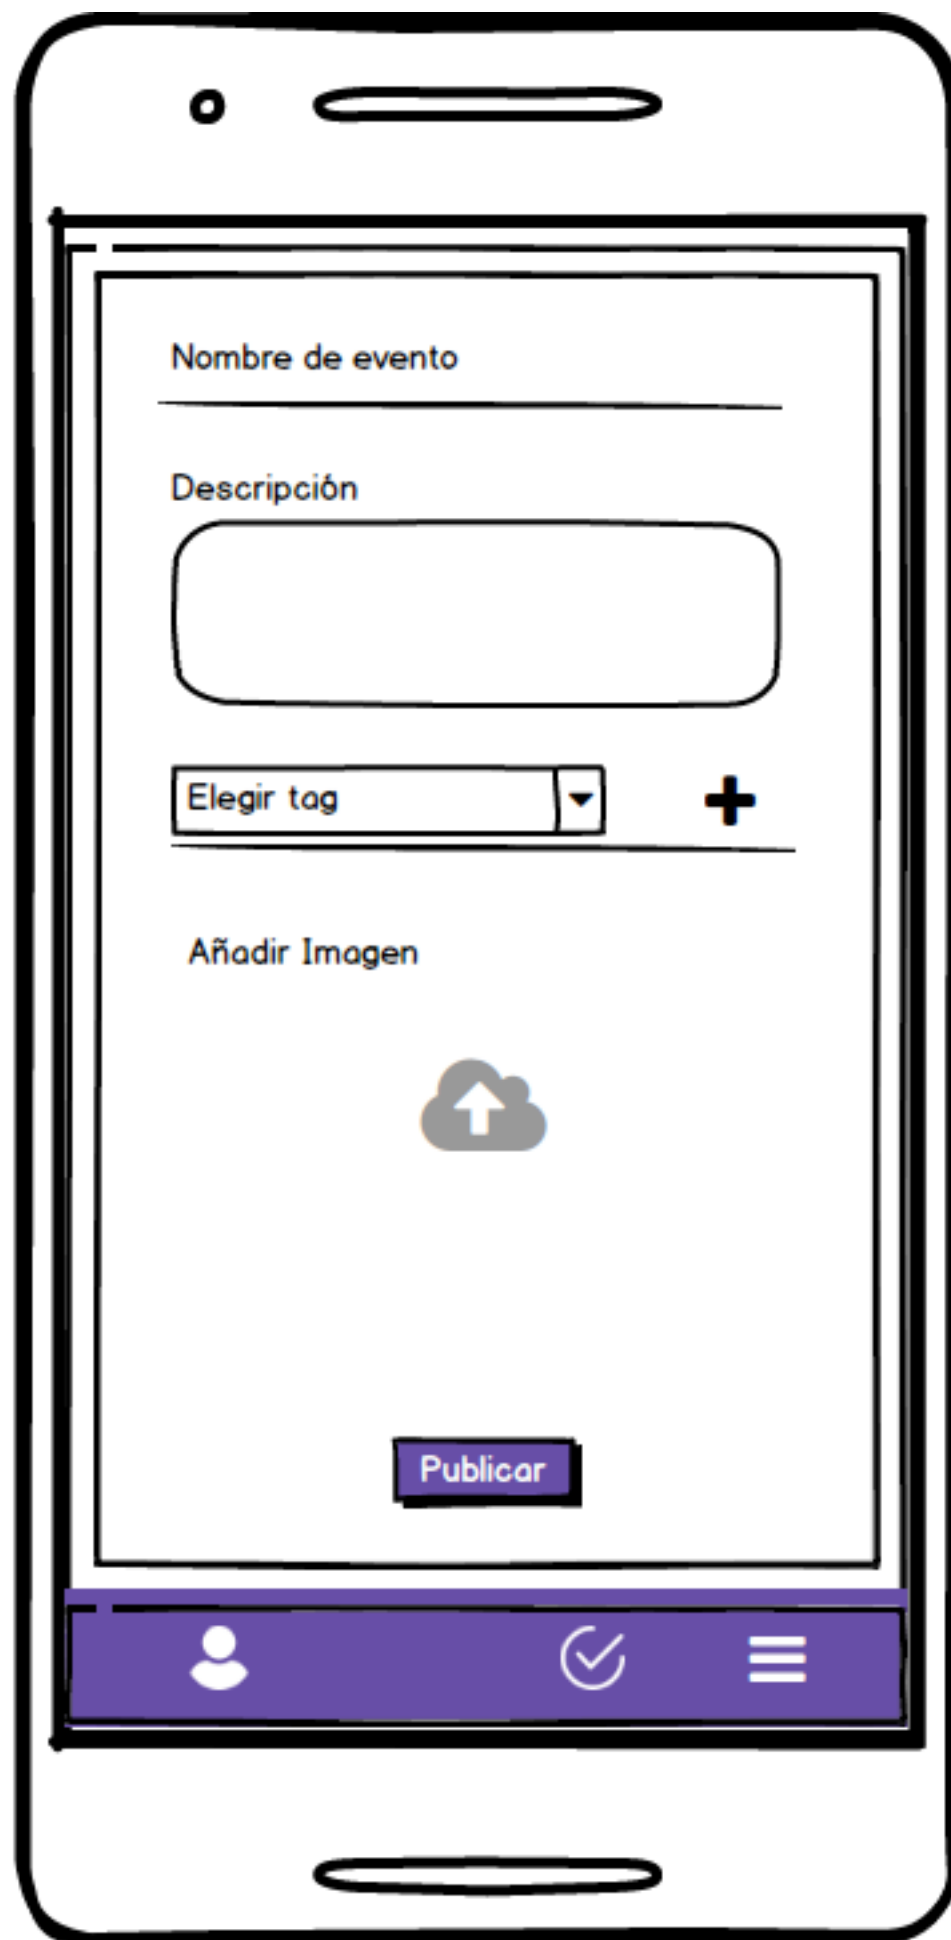 Nombre de evento
Descripción
Elegir tag
Añadir Imagen
Publicar